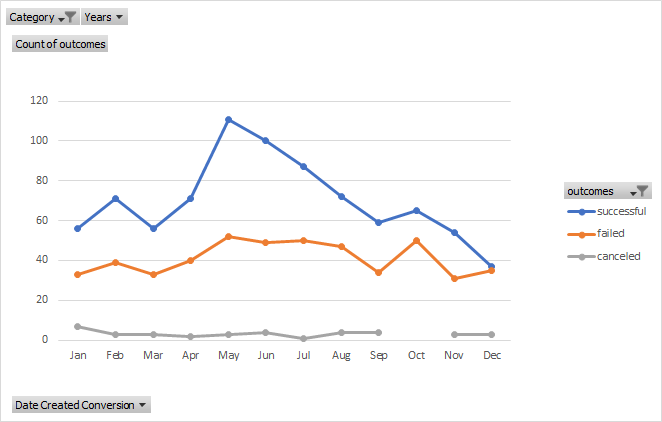 Category Years
Count of outcomes
120
100
80
60
40
20
0
Jan Feb Mar Apr May Jun Jul Aug Sep Oct Nov Dec
outcomes
successful
failed
canceled
Date Created Conversion